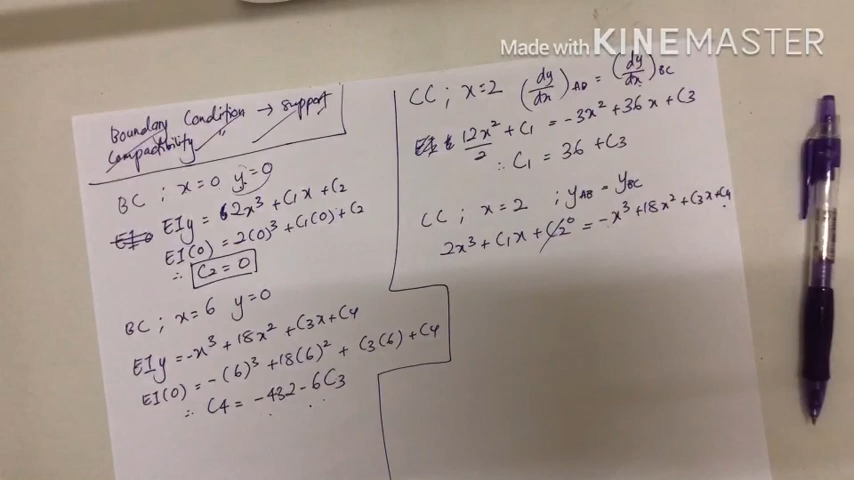 Made with KINEMASTER
Boundary Condition → support
Compactibility "
BC ; x=0 y=0
EIy = 2x³ + C₁x + C₂
EI(0) = 2(0)³ + C₁(0) + C₂
∴ C₂ = 0
BC ; x=6 y=0
EIy = -x³ + 18x² + C₃x + C₄
EI(0) = -(6)³ + 18(6)² + C₃(6) + C₄
∴ C₄ = -432 - 6C₃
CC ; x=2 (dy/dx)AB = (dy/dx)BC
12x²/2 + C₁ = -3x² + 36x + C₃
∴ C₁ = 36 + C₃
CC ; x=2 ; yAB = yBC
2x³ + C₁x + C₂⁰ = -x³ + 18x² + C₃x + C₄